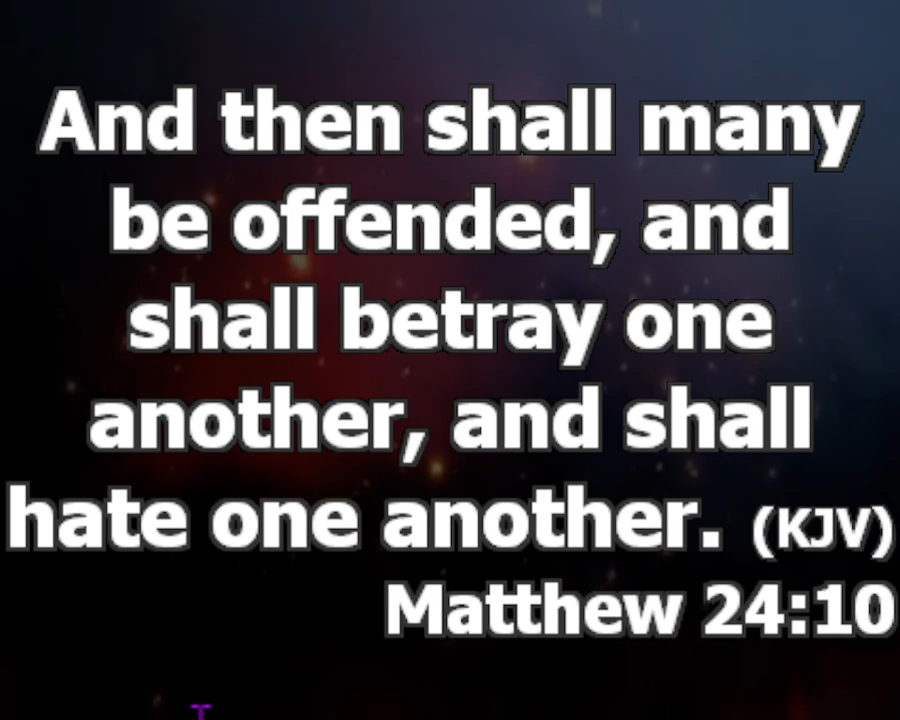 And then shall many
be offended, and
shall betray one
another, and shall
hate one another. (KJV)
Matthew 24:10